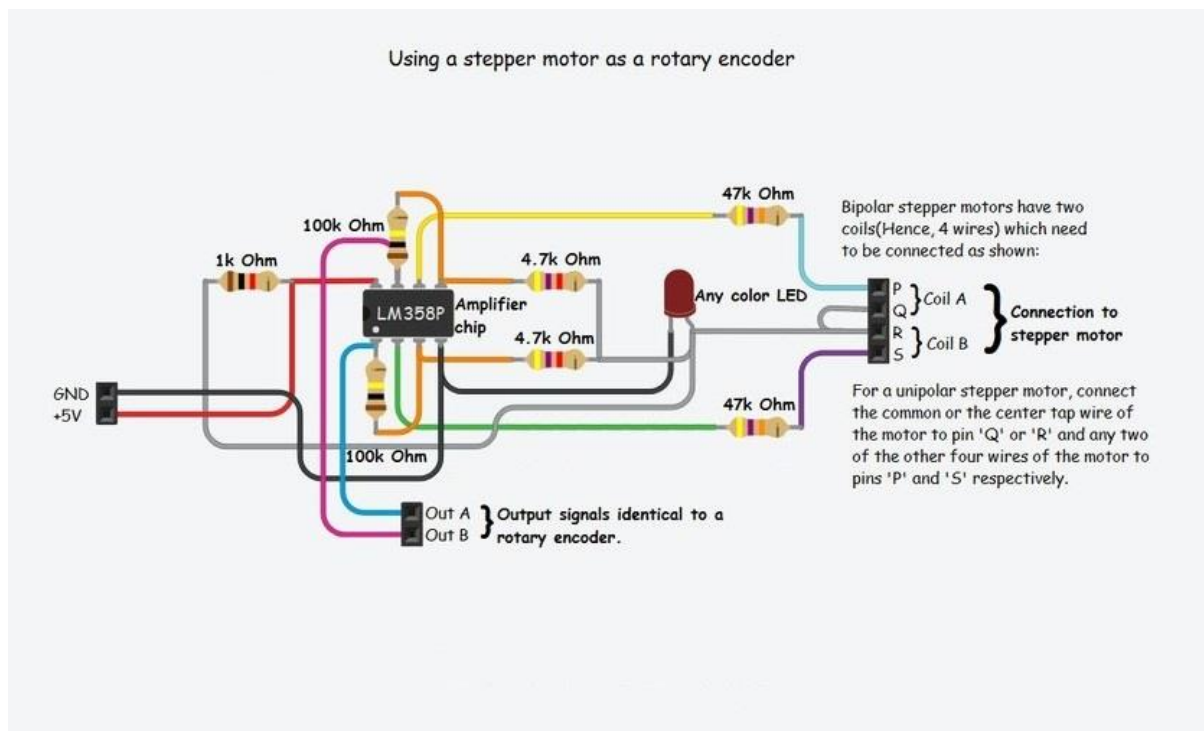 Using a stepper motor as a rotary encoder
47k Ohm
Bipolar stepper motors have two
coils(Hence, 4 wires) which need
to be connected as shown:
100k Ohm
1k Ohm
4.7k Ohm
LM358P
Amplifier
chip
Any color LED
P
Q
Coil A
R
S
Coil B
Connection to
stepper motor
4.7k Ohm
GND
+5V
47k Ohm
For a unipolar stepper motor, connect
the common or the center tap wire of
the motor to pin 'Q' or 'R' and any two
of the other four wires of the motor to
pins 'P' and 'S' respectively.
100k Ohm
Out A
Out B
Output signals identical to a
rotary encoder.